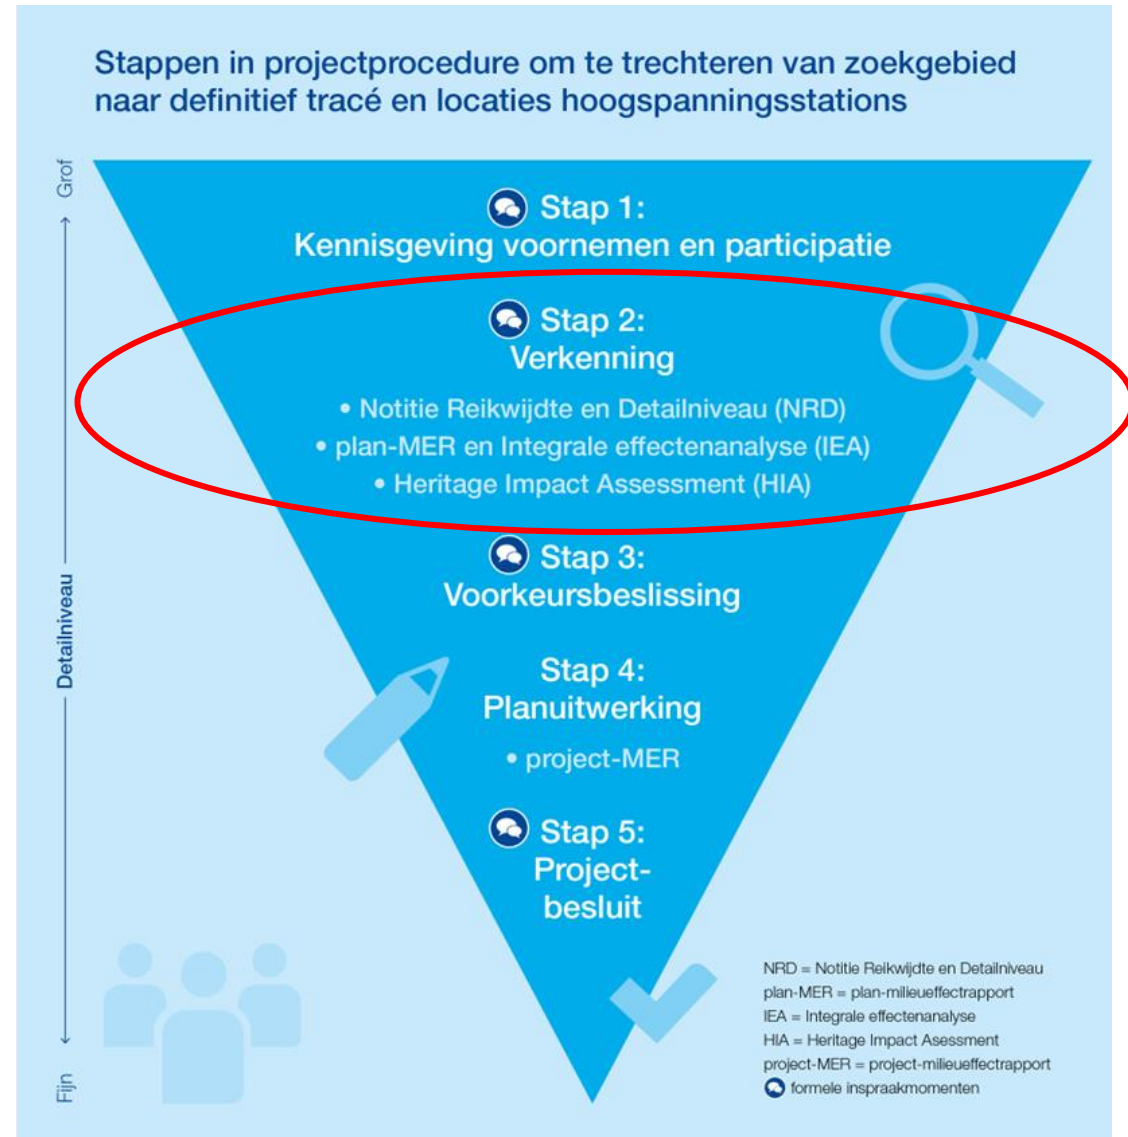 Stappen in projectprocedure om te trechteren van zoekgebied
naar definitief tracé en locaties hoogspanningsstations
Grof
Detailniveau
Fijn
Stap 1:
Kennisgeving voornemen en participatie
Stap 2:
Verkenning
• Notitie Reikwijdte en Detailniveau (NRD)
• plan-MER en Integrale effectenanalyse (IEA)
• Heritage Impact Assessment (HIA)
Stap 3:
Voorkeursbeslissing
Stap 4:
Planuitwerking
• project-MER
Stap 5:
Project-
besluit
NRD = Notitie Reikwijdte en Detailniveau
plan-MER = plan-milieueffectrapport
IEA = Integrale effectenanalyse
HIA = Heritage Impact Asessment
project-MER = project-milieueffectrapport
formele inspraakmomenten